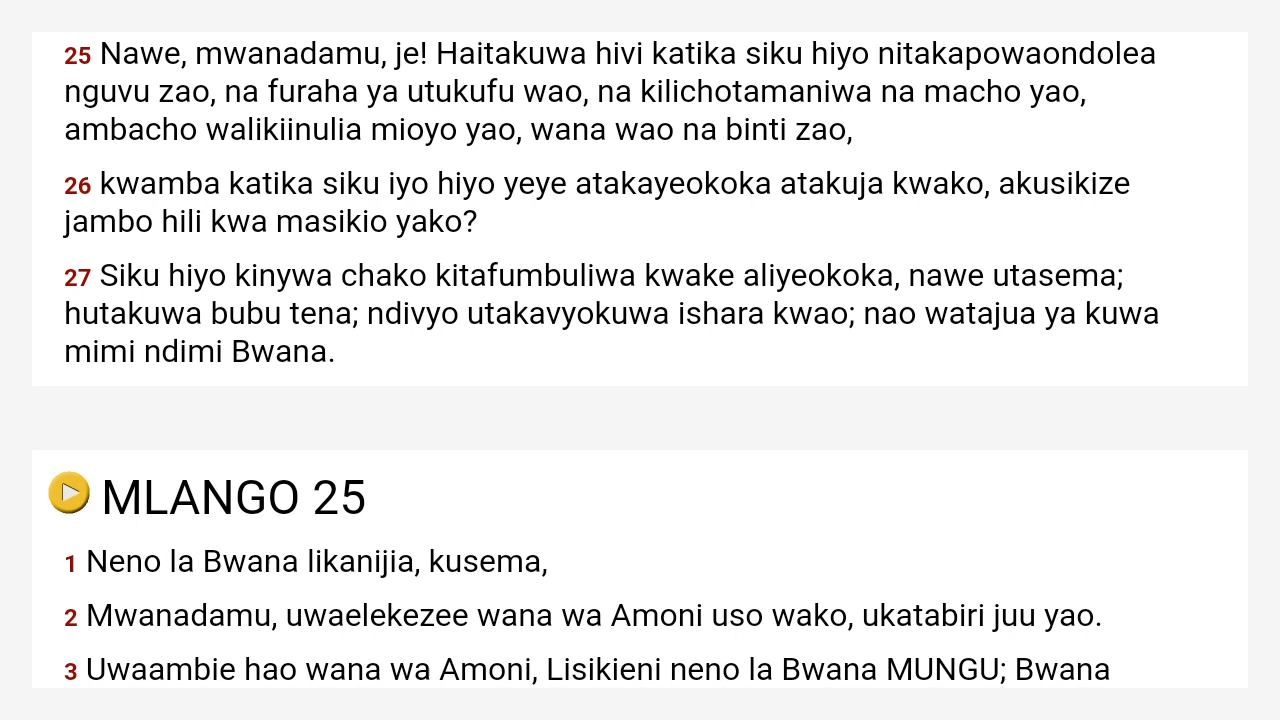 25 Nawe, mwanadamu, je! Haitakuwa hivi katika siku hiyo nitakapowaondolea
nguvu zao, na furaha ya utukufu wao, na kilichotamaniwa na macho yao,
ambacho walikiinulia mioyo yao, wana wao na binti zao,
26 kwamba katika siku iyo hiyo yeye atakayeokoka atakuja kwako, akusikize
jambo hili kwa masikio yako?
27 Siku hiyo kinywa chako kitafumbuliwa kwake aliyeokoka, nawe utasema;
hutakuwa bubu tena; ndivyo utakavyokuwa ishara kwao; nao watajua ya kuwa
mimi ndimi Bwana.
MLANGO 25
1 Neno la Bwana likanijia, kusema,
2 Mwanadamu, uwaelekezee wana wa Amoni uso wako, ukatabiri juu yao.
3 Uwaambie hao wana wa Amoni, Lisikieni neno la Bwana MUNGU; Bwana